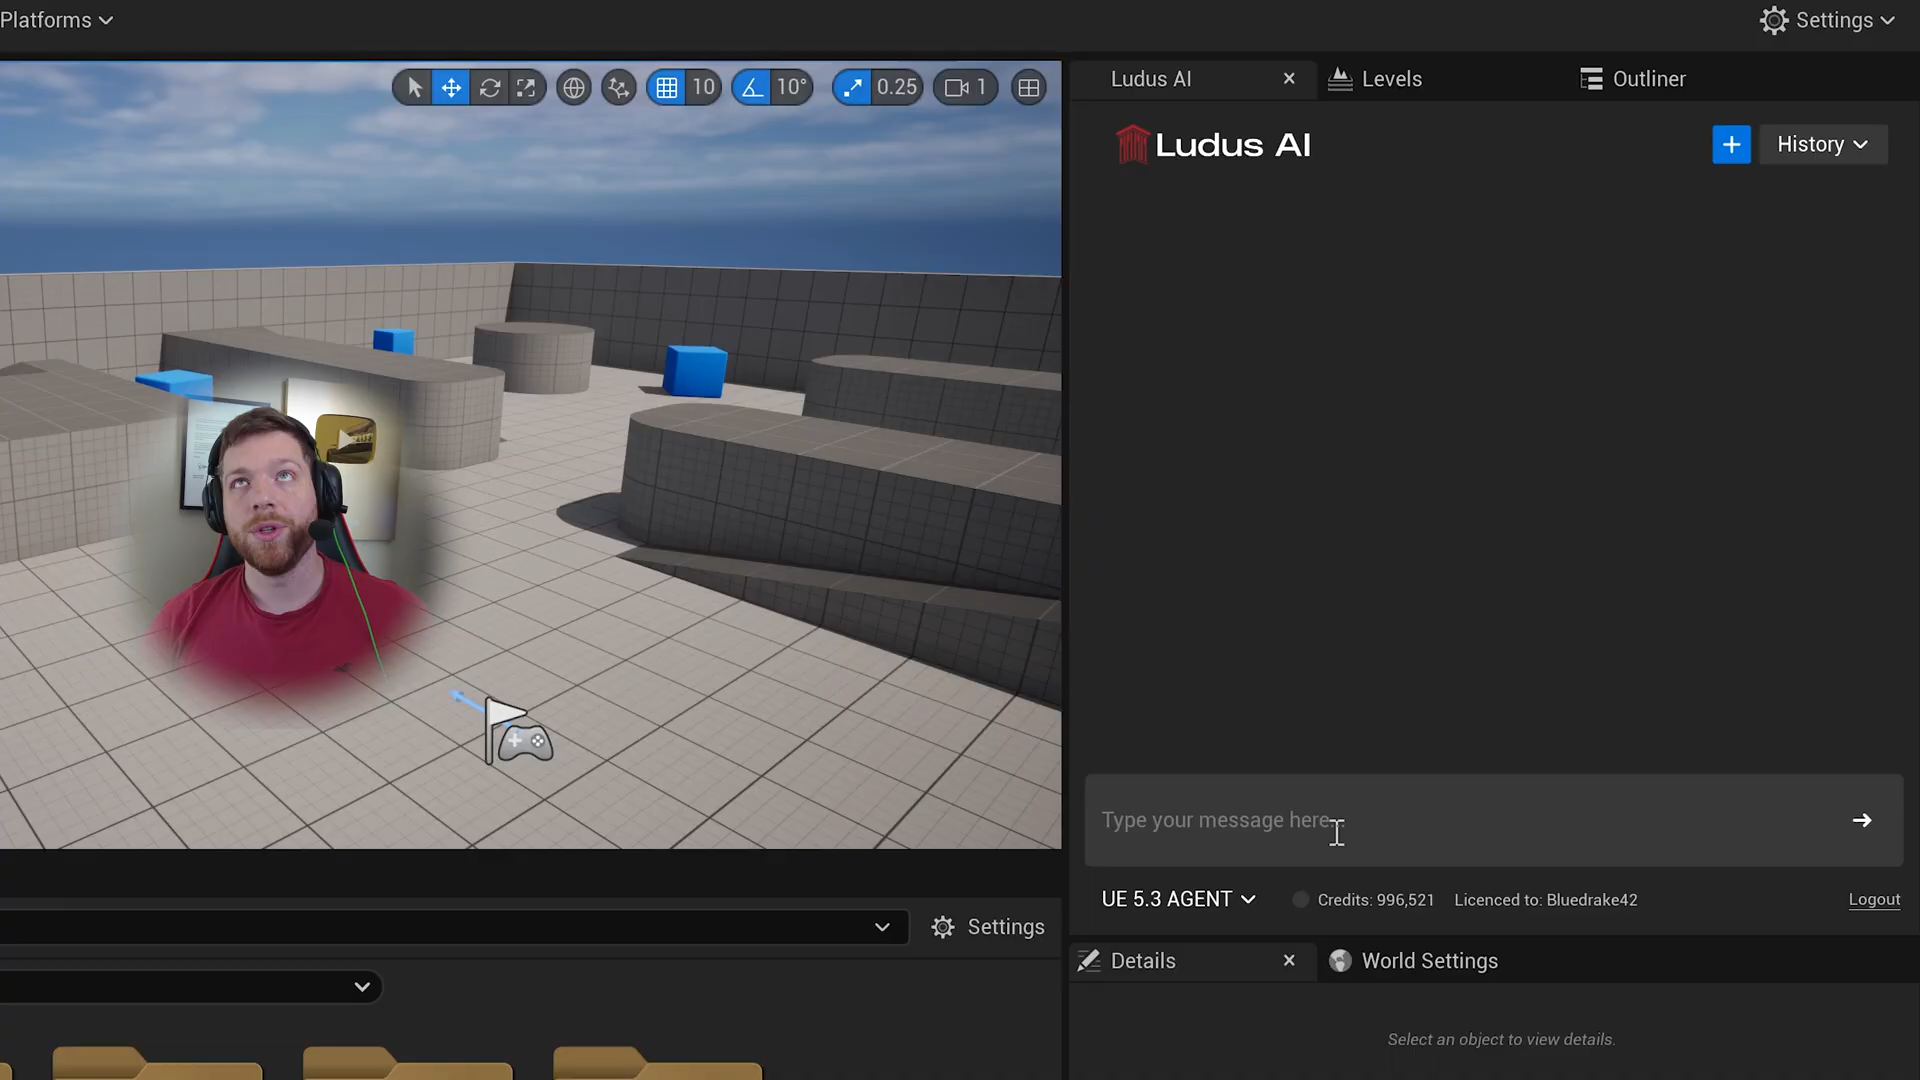 Platforms
Settings
10
10°
0.25
1
Ludus AI
Levels
Outliner
Ludus AI
+
History
Type your message here...
UE 5.3 AGENT
Credits: 996,521
Licenced to: Bluedrake42
Logout
Settings
Details
World Settings
Select an object to view details.